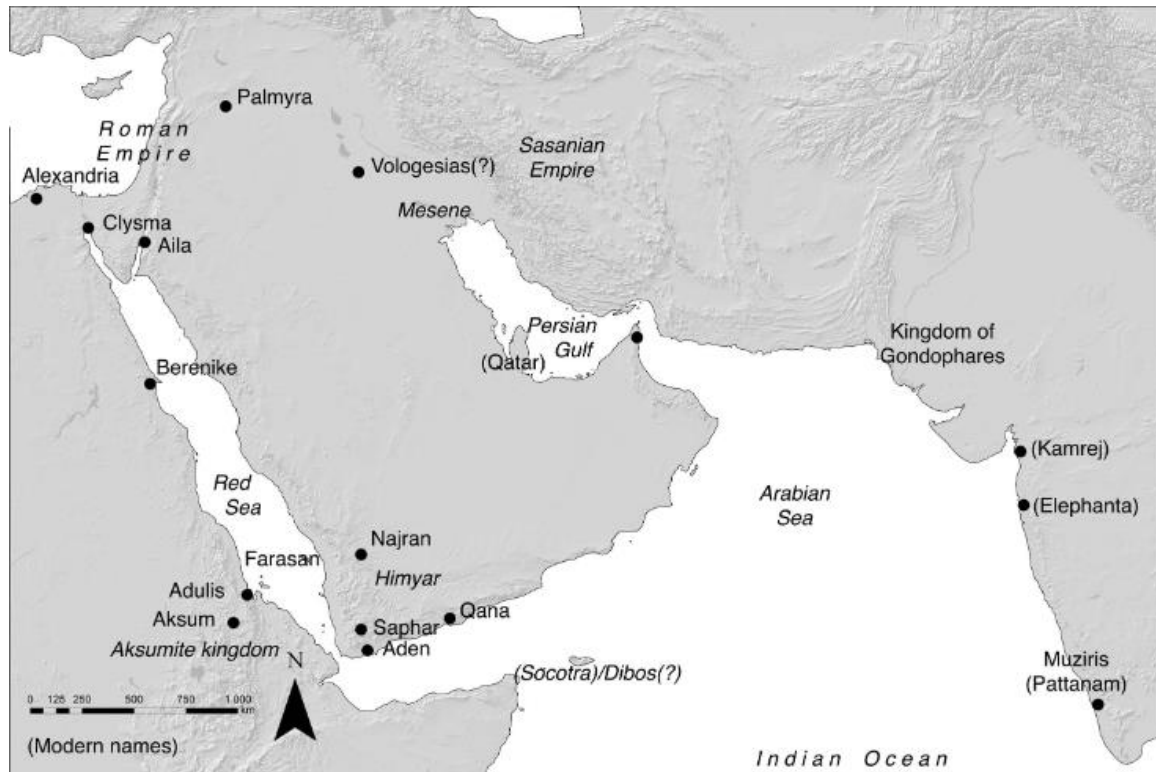 Palmyra
Roman
Empire
Sasanian
Empire
Vologesias(?)
Alexandria
Mesene
Clysma
Aila
Persian
Gulf
(Qatar)
Kingdom of
Gondophares
Berenike
(Kamrej)
Red
Sea
Arabian
Sea
(Elephanta)
Najran
Farasan
Himyar
Adulis
Qana
Aksum
Saphar
Aksumite kingdom
Aden
N
(Socotra)/Dibos(?)
Muziris
(Pattanam)
0 125 250 500 750 1.000
km
(Modern names)
Indian Ocean